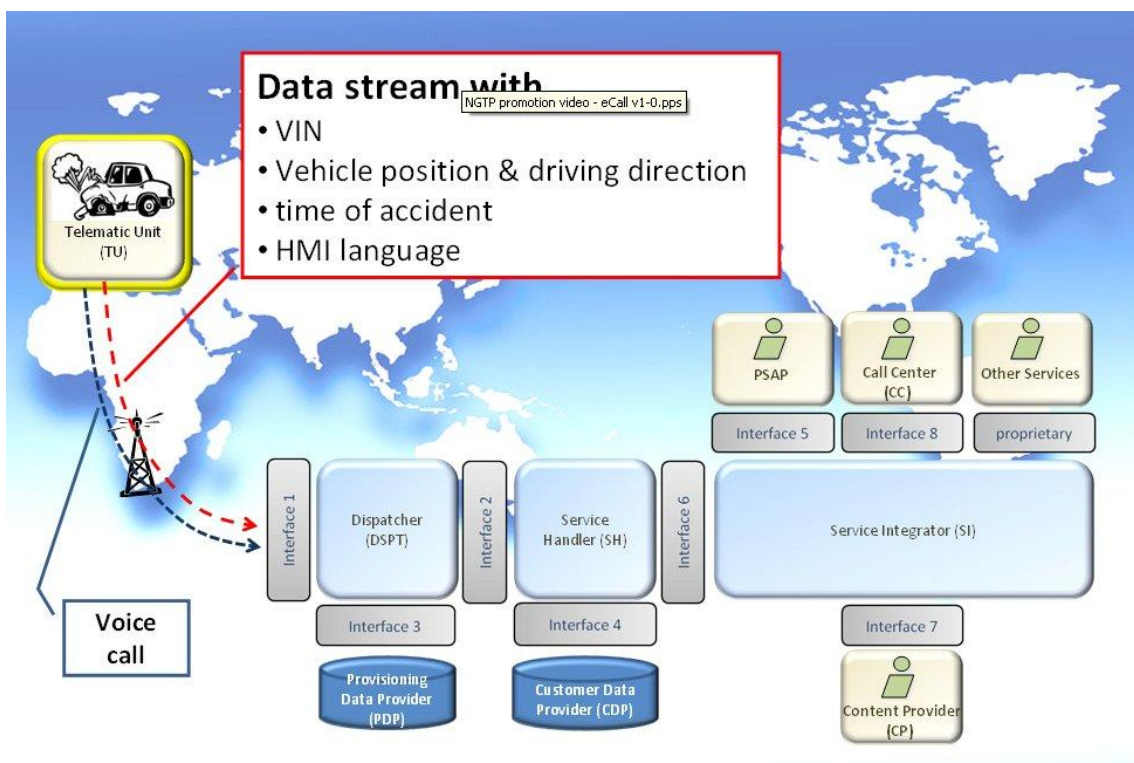 Data stream with
NGTP promotion video - eCall v1-0.pps
• VIN
• Vehicle position & driving direction
• time of accident
• HMI language
Telematic Unit
(TU)
PSAP
Call Center
(CC)
Other Services
Interface 5
Interface 8
proprietary
Interface 1
Dispatcher
(DSPT)
Interface 2
Service
Handler (SH)
Interface 6
Service Integrator (SI)
Voice
call
Interface 3
Interface 4
Interface 7
Provisioning
Data Provider
(PDP)
Customer Data
Provider (CDP)
Content Provider
(CP)